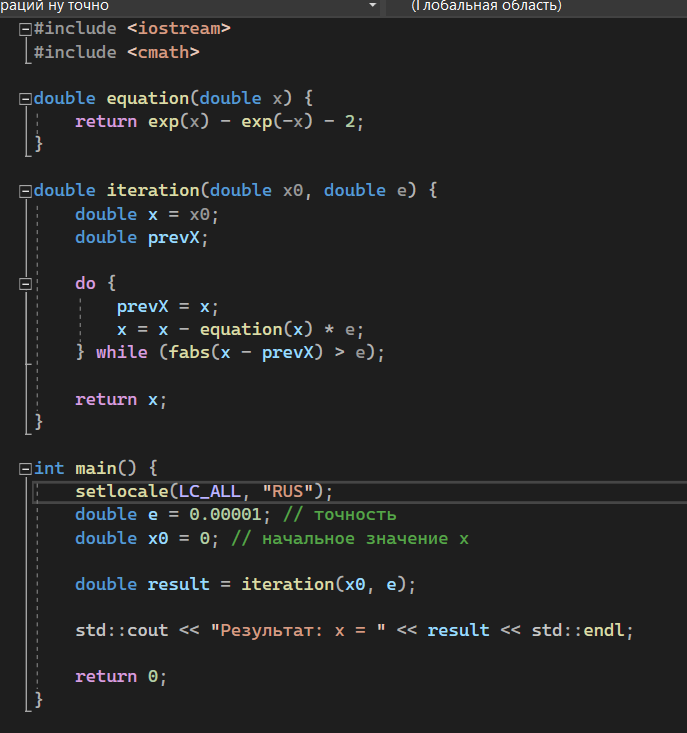 раций ну точно
(Глобальная область)
#include <iostream>
#include <cmath>
double equation(double x) {
return exp(x) - exp(-x) - 2;
}
double iteration(double x0, double e) {
double x = x0;
double prevX;
do {
prevX = x;
x = x - equation(x) * e;
} while (fabs(x - prevX) > e);
return x;
}
int main() {
setlocale(LC_ALL, "RUS");
double e = 0.00001; // точность
double x0 = 0; // начальное значение x
double result = iteration(x0, e);
std::cout << "Результат: x = " << result << std::endl;
return 0;
}